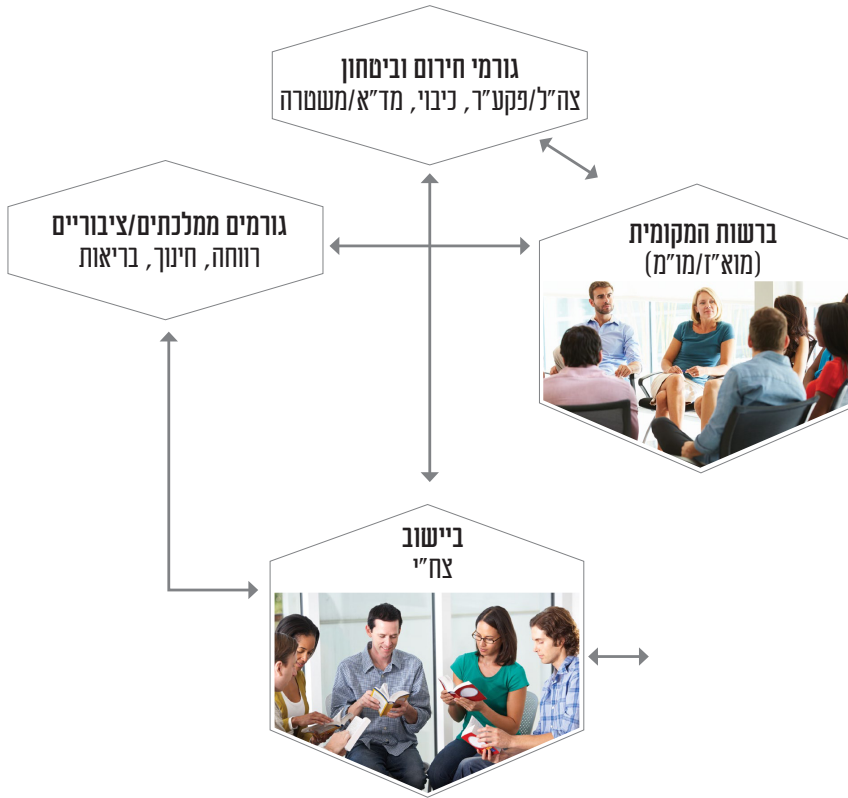 גורמי חירום וביטחון
צה"ל/פקע"ר, כיבוי, מד"א/משטרה
ברשות המקומית
(מוא"ז/מו"מ)
גורמים ממלכתים/ציבוריים
רווחה, חינוך, בריאות
ביישוב
צח"י